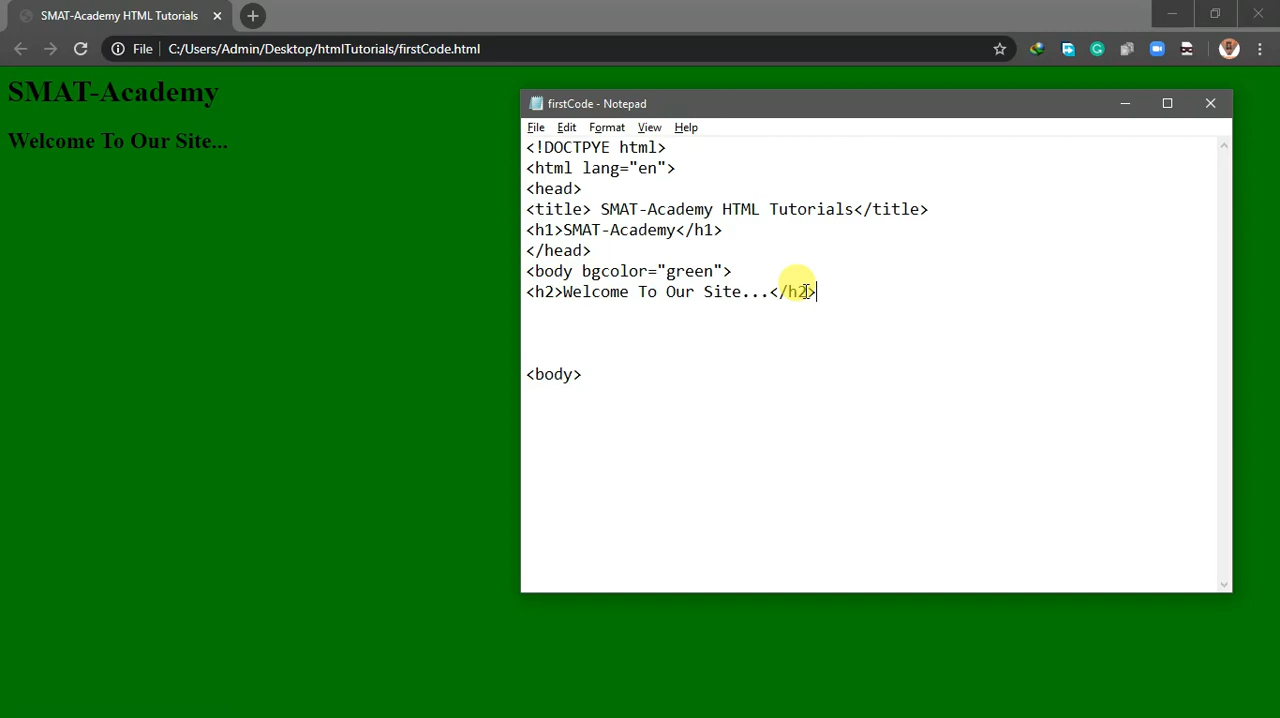 SMAT-Academy HTML Tutorials
File C:/Users/Admin/Desktop/htmlTutorials/firstCode.html
SMAT-Academy
Welcome To Our Site...
firstCode - Notepad
File Edit Format View Help
<!DOCTPYE html>
<html lang="en">
<head>
<title> SMAT-Academy HTML Tutorials</title>
<h1>SMAT-Academy</h1>
</head>
<body bgcolor="green">
<h2>Welcome To Our Site...</h2>
<body>